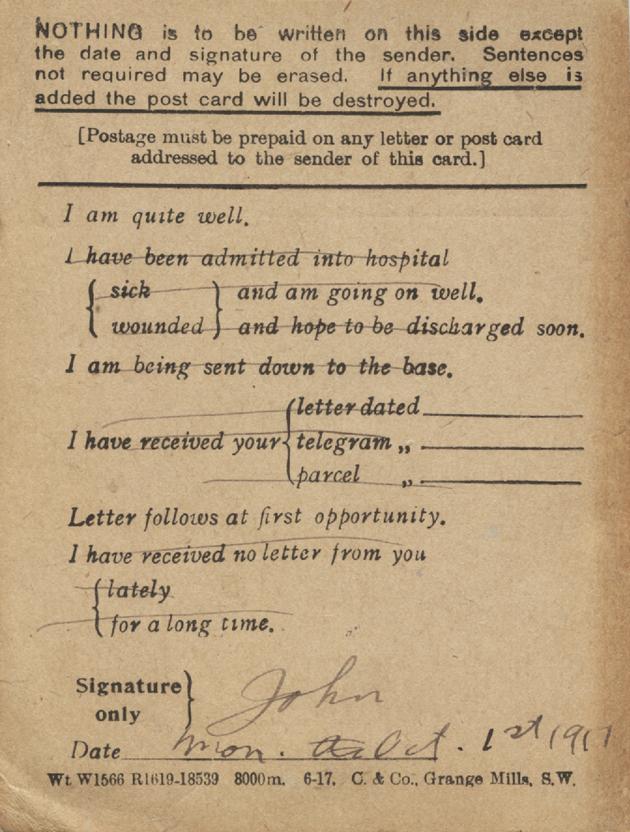 NOTHING is to be written on this side except
the date and signature of the sender. Sentences
not required may be erased. If anything else is
added the post card will be destroyed.
[Postage must be prepaid on any letter or post card
addressed to the sender of this card.]
I am quite well.
I have been admitted into hospital
sick } and am going on well.
wounded } and hope to be discharged soon.
I am being sent down to the base.
letter dated
I have received your { telegram „
parcel „
Letter follows at first opportunity.
I have received no letter from you
lately
for a long time.
Signature
only
John
Date Mon. Oct. 1st 1917
Wt W1566 R1619-18539 8000m. 6-17. C. & Co., Grange Mills, S.W.